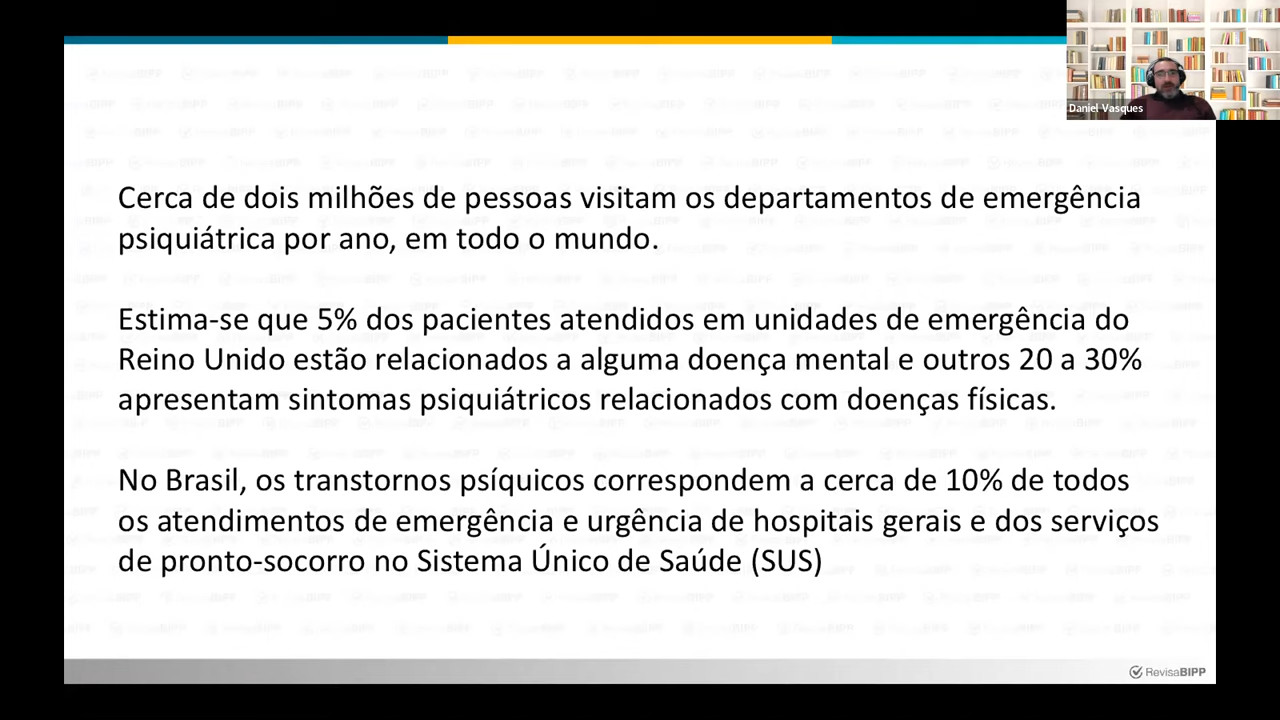 Daniel Vasques
Cerca de dois milhões de pessoas visitam os departamentos de emergência
psiquiátrica por ano, em todo o mundo.
Estima-se que 5% dos pacientes atendidos em unidades de emergência do
Reino Unido estão relacionados a alguma doença mental e outros 20 a 30%
apresentam sintomas psiquiátricos relacionados com doenças físicas.
No Brasil, os transtornos psíquicos correspondem a cerca de 10% de todos
os atendimentos de emergência e urgência de hospitais gerais e dos serviços
de pronto-socorro no Sistema Único de Saúde (SUS)
RevisaBIPP